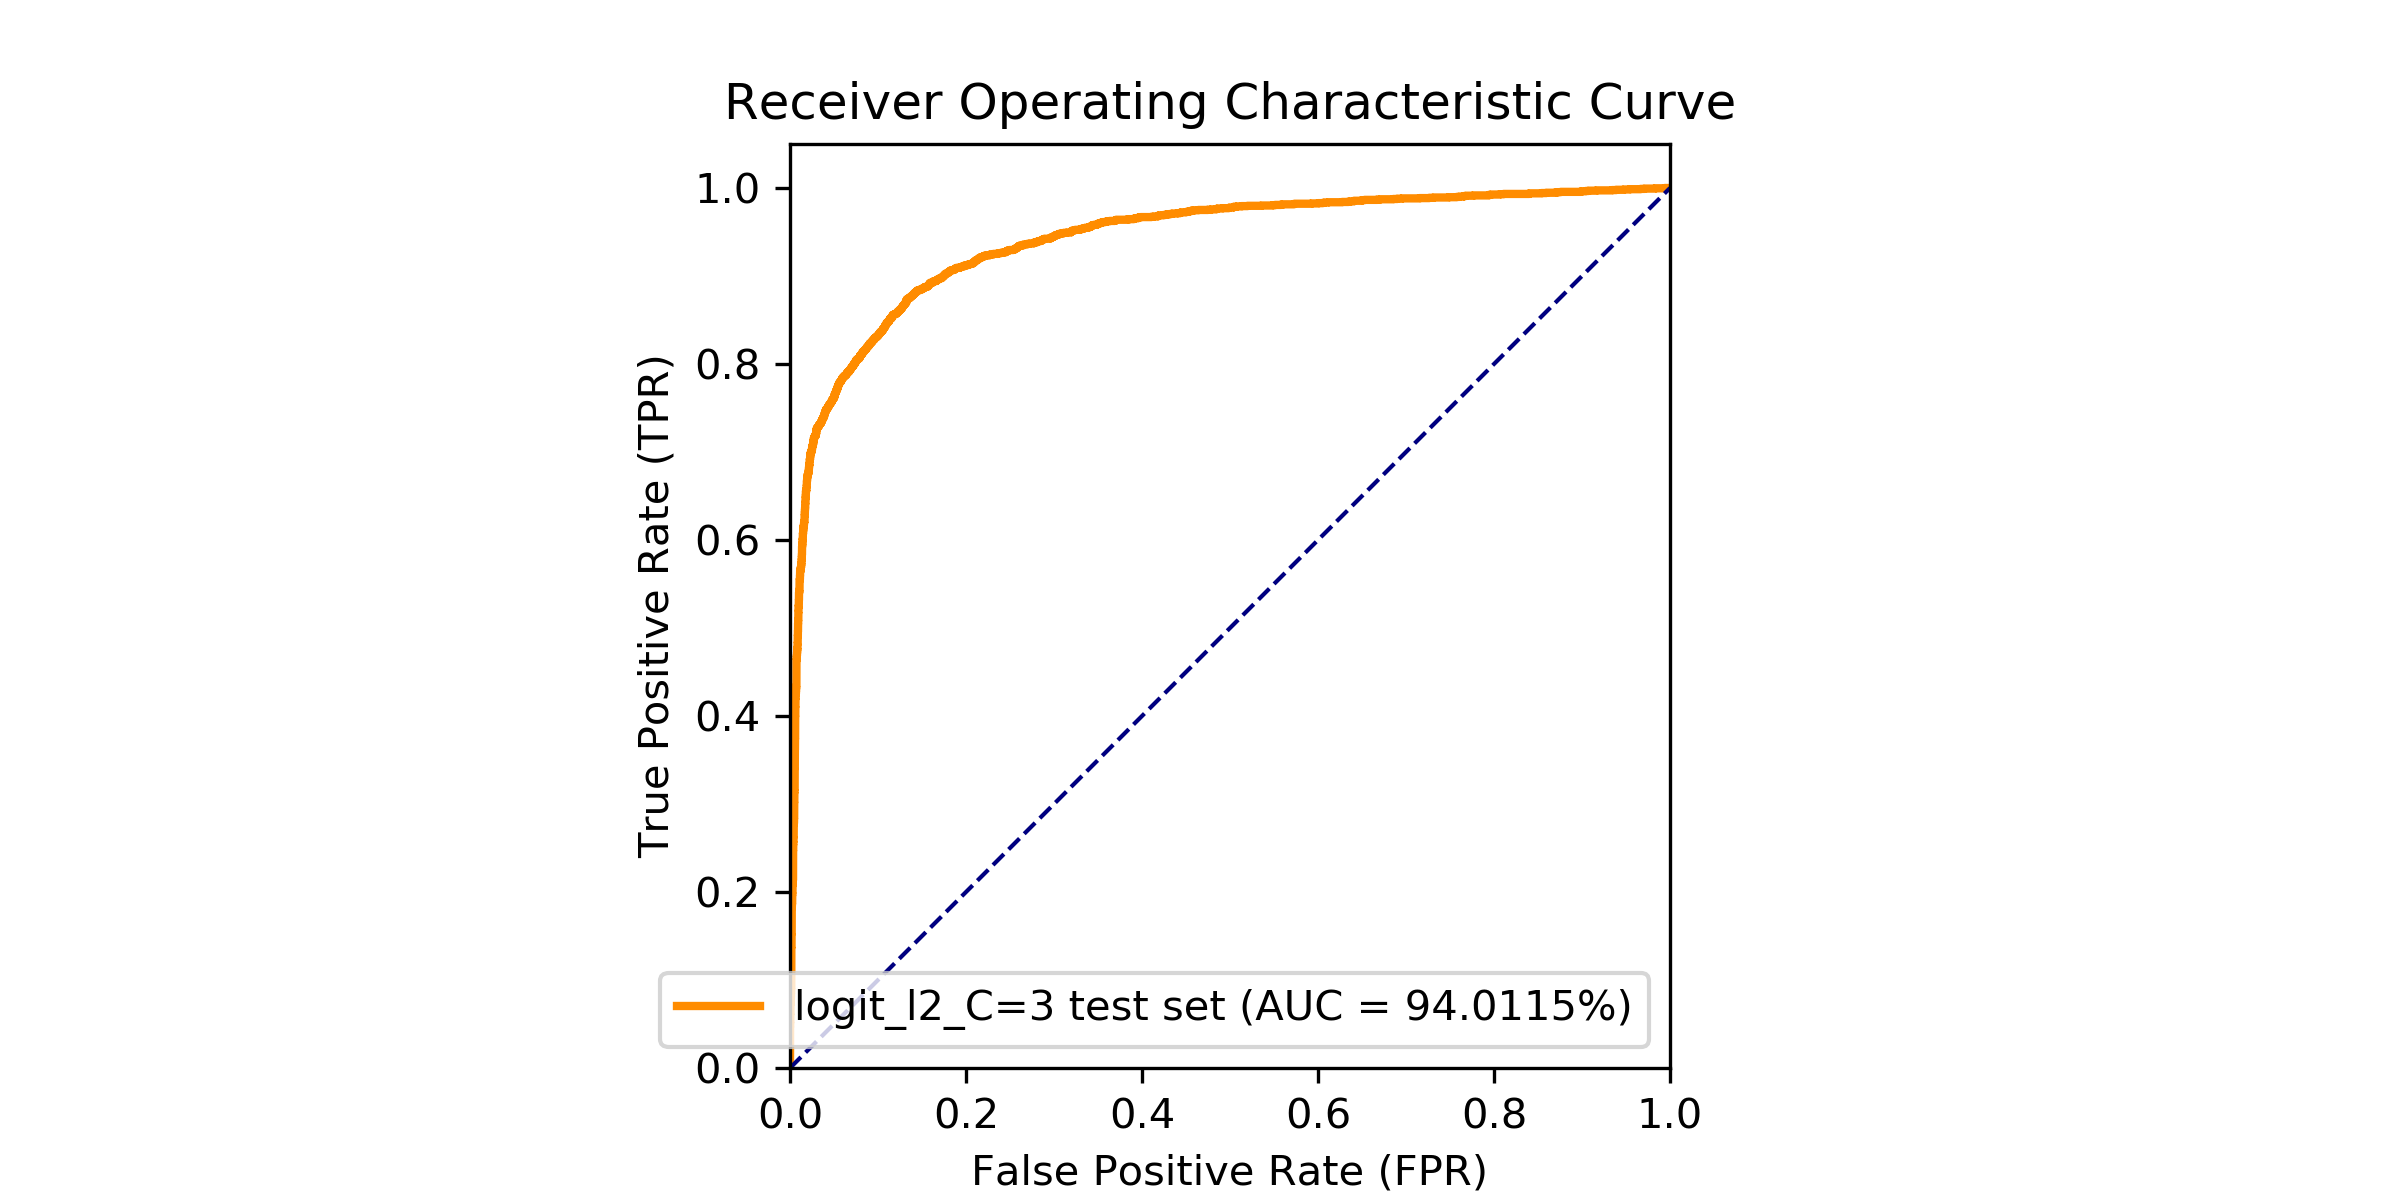 Receiver Operating Characteristic Curve
1.0
0.8
0.6
0.4
0.2
0.0
True Positive Rate (TPR)
logit_l2_C=3 test set (AUC = 94.0115%)
0.0 0.2 0.4 0.6 0.8 1.0
False Positive Rate (FPR)